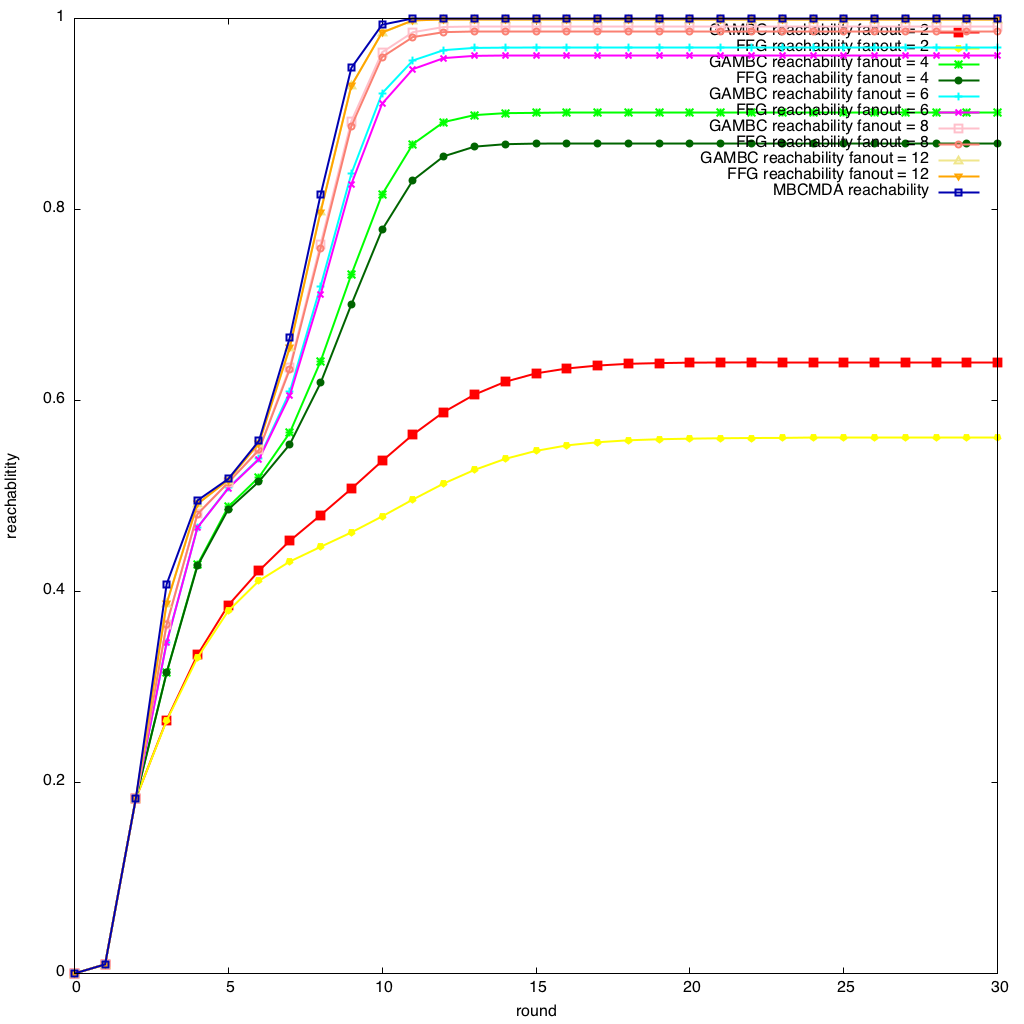 1
0.8
0.6
0.4
0.2
0
0 5 10 15 20 25 30
reachablitity
round
GAMBC reachability fanout = 2
FFG reachability fanout = 2
GAMBC reachability fanout = 4
FFG reachability fanout = 4
GAMBC reachability fanout = 6
FFG reachability fanout = 6
GAMBC reachability fanout = 8
FFG reachability fanout = 8
GAMBC reachability fanout = 12
FFG reachability fanout = 12
MBCMDA reachability